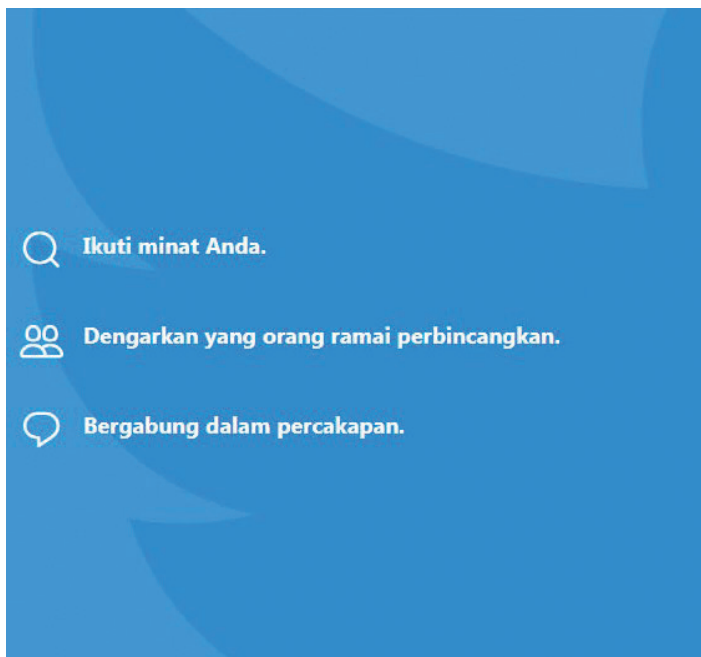 Ikuti minat Anda.
Dengarkan yang orang ramai perbincangkan.
Bergabung dalam percakapan.